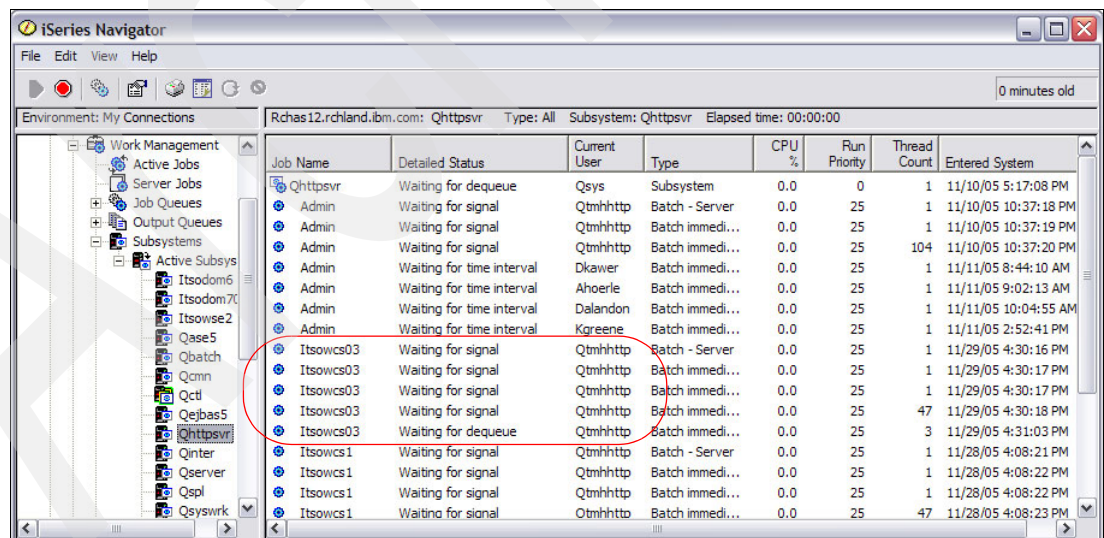 iSeries Navigator
File Edit View Help
0 minutes old
Environment: My Connections
Rchas12.rchland.ibm.com: Qhttpsvr Type: All Subsystem: Qhttpsvr Elapsed time: 00:00:00
Work Management
Active Jobs
Server Jobs
Job Queues
Output Queues
Subsystems
Active Subsys
Itsodom6
Itsodom70
Itsowse2
Qase5
Qbatch
Qcmn
Qctl
Qejbas5
Qhttpsvr
Qinter
Qserver
Qspl
Qsyswrk
Job Name Detailed Status Current User Type CPU % Run Priority Thread Count Entered System
Qhttpsvr Waiting for dequeue Qsys Subsystem 0.0 0 1 11/10/05 5:17:08 PM
Admin Waiting for signal Qtmhhttp Batch - Server 0.0 25 1 11/10/05 10:37:18 PM
Admin Waiting for signal Qtmhhttp Batch immedi... 0.0 25 1 11/10/05 10:37:19 PM
Admin Waiting for signal Qtmhhttp Batch immedi... 0.0 25 104 11/10/05 10:37:20 PM
Admin Waiting for time interval Dkawer Batch immedi... 0.0 25 1 11/11/05 8:44:10 AM
Admin Waiting for time interval Ahoerle Batch immedi... 0.0 25 1 11/11/05 9:02:13 AM
Admin Waiting for time interval Dalandon Batch immedi... 0.0 25 1 11/11/05 10:04:55 AM
Admin Waiting for time interval Kgreene Batch immedi... 0.0 25 1 11/11/05 2:52:41 PM
Itsowcs03 Waiting for signal Qtmhhttp Batch - Server 0.0 25 1 11/29/05 4:30:16 PM
Itsowcs03 Waiting for signal Qtmhhttp Batch immedi... 0.0 25 1 11/29/05 4:30:17 PM
Itsowcs03 Waiting for signal Qtmhhttp Batch immedi... 0.0 25 1 11/29/05 4:30:17 PM
Itsowcs03 Waiting for signal Qtmhhttp Batch immedi... 0.0 25 47 11/29/05 4:30:18 PM
Itsowcs03 Waiting for dequeue Qtmhhttp Batch immedi... 0.0 25 3 11/29/05 4:31:03 PM
Itsowcs1 Waiting for signal Qtmhhttp Batch - Server 0.0 25 1 11/28/05 4:08:21 PM
Itsowcs1 Waiting for signal Qtmhhttp Batch immedi... 0.0 25 1 11/28/05 4:08:22 PM
Itsowcs1 Waiting for signal Qtmhhttp Batch immedi... 0.0 25 1 11/28/05 4:08:22 PM
Itsowcs1 Waiting for signal Qtmhhttp Batch immedi... 0.0 25 47 11/28/05 4:08:23 PM